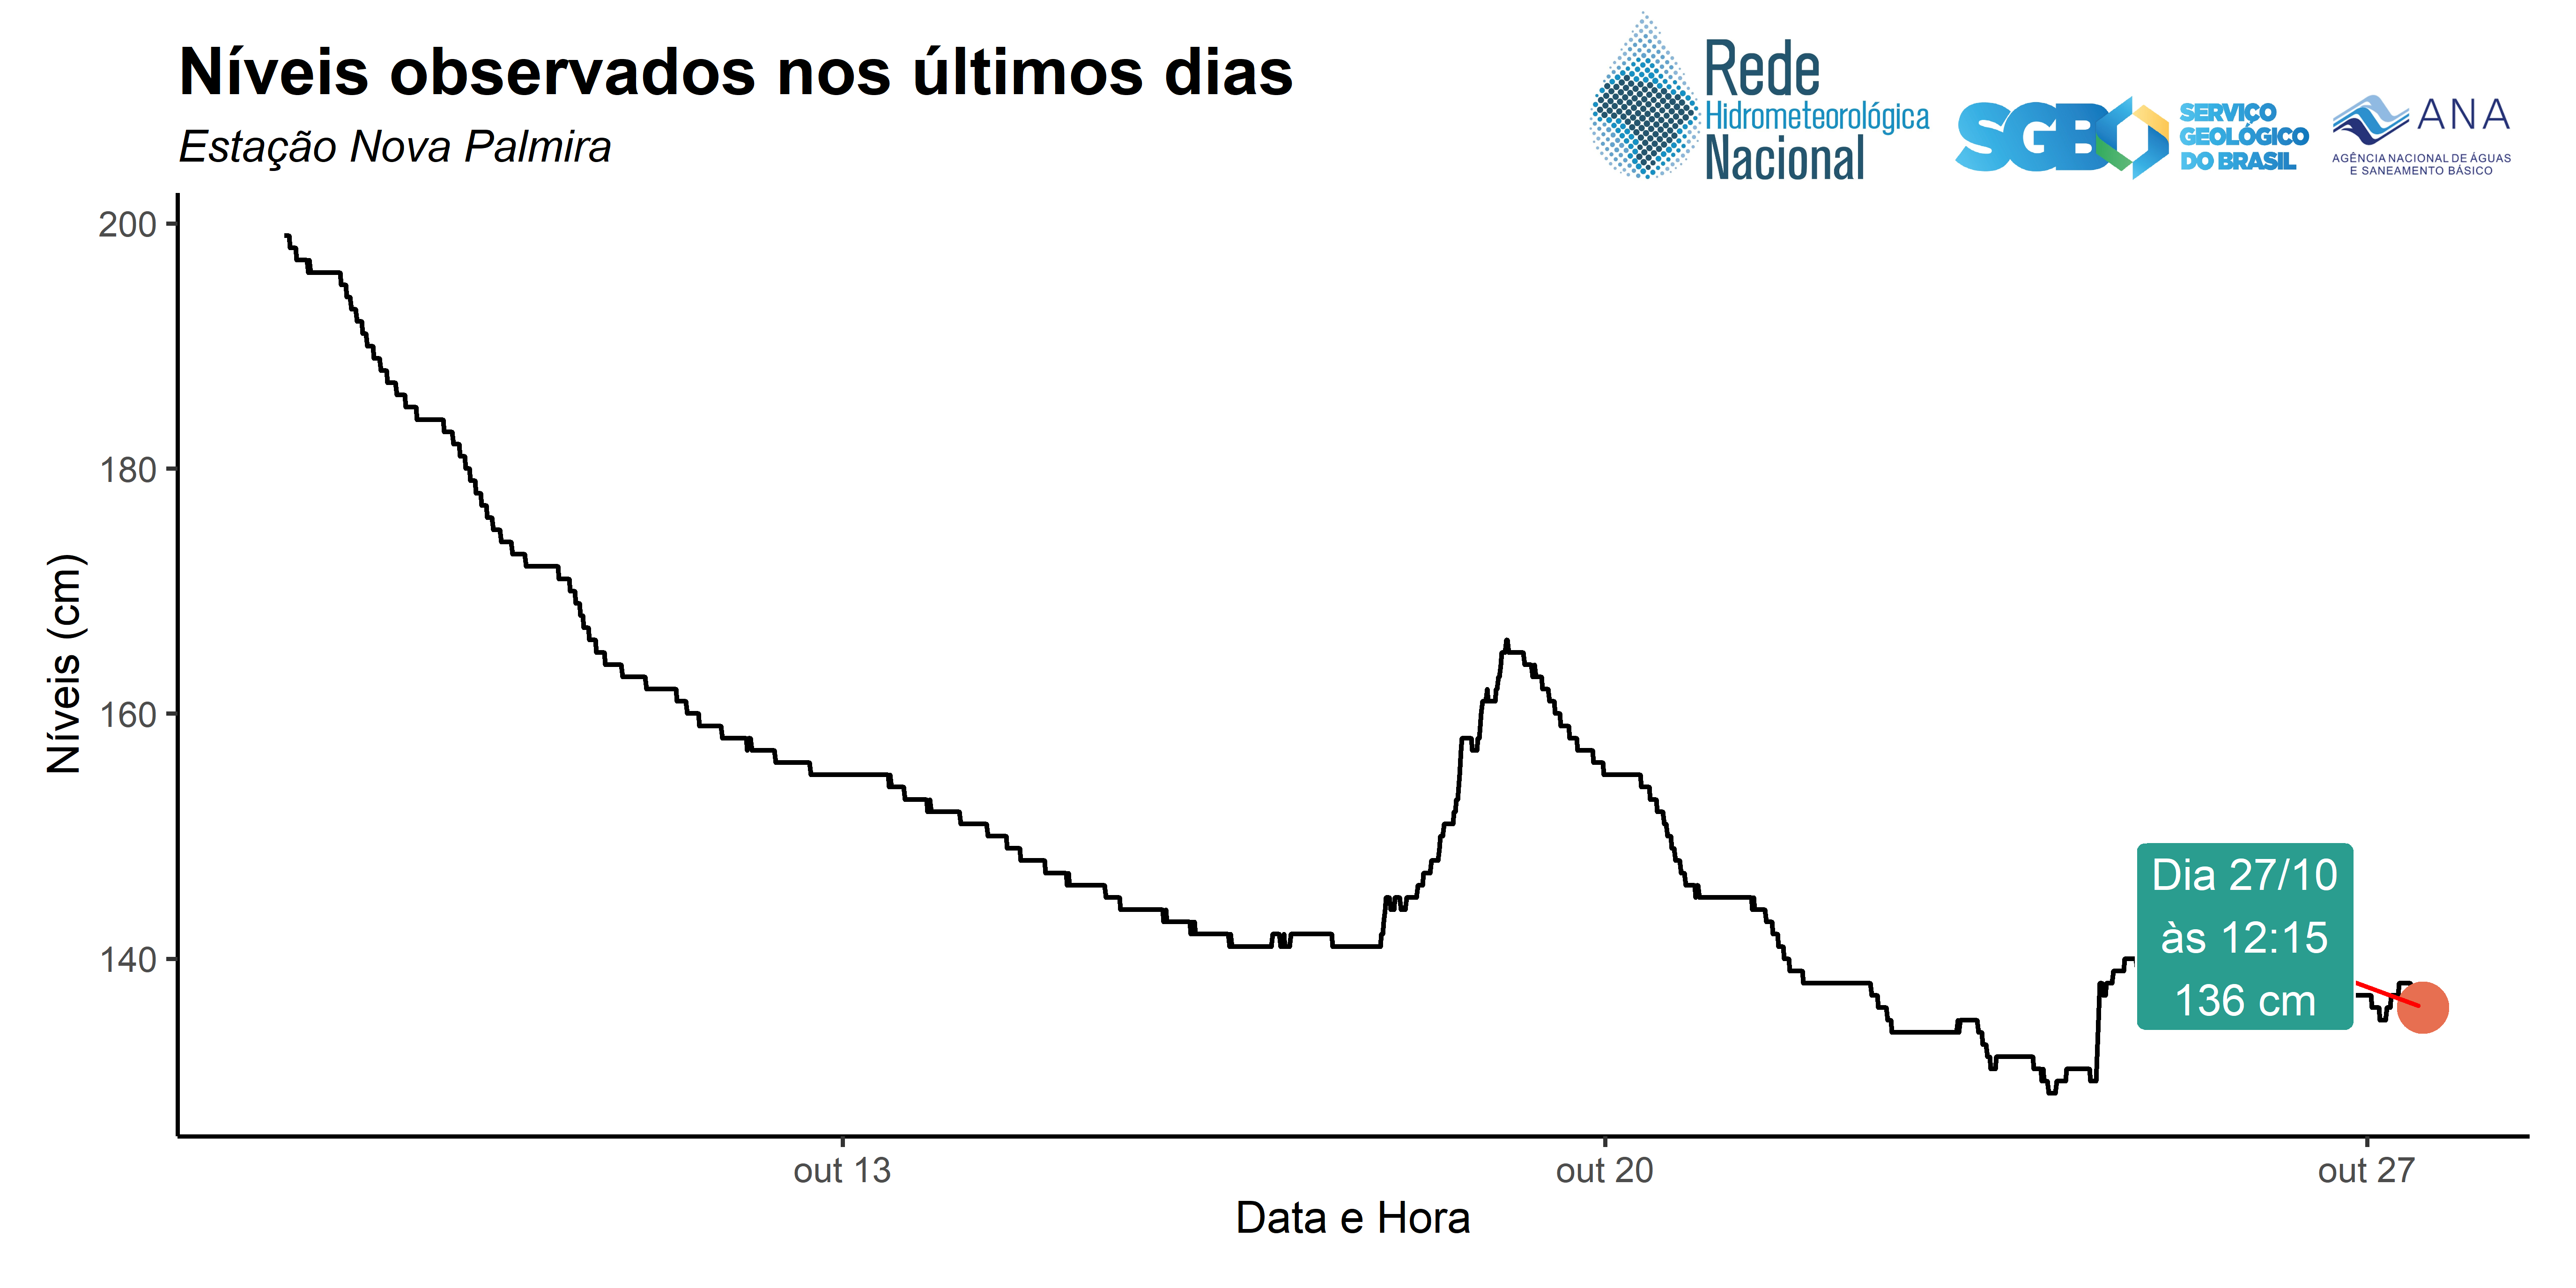 Níveis observados nos últimos dias
Estação Nova Palmira
Rede
Hidrometeorológica
Nacional
SGB
SERVIÇO
GEOLÓGICO
DO BRASIL
ANA
AGÊNCIA NACIONAL DE ÁGUAS
E SANEAMENTO BÁSICO
Níveis (cm)
200
180
160
140
Dia 27/10
às 12:15
136 cm
out 13
out 20
out 27
Data e Hora